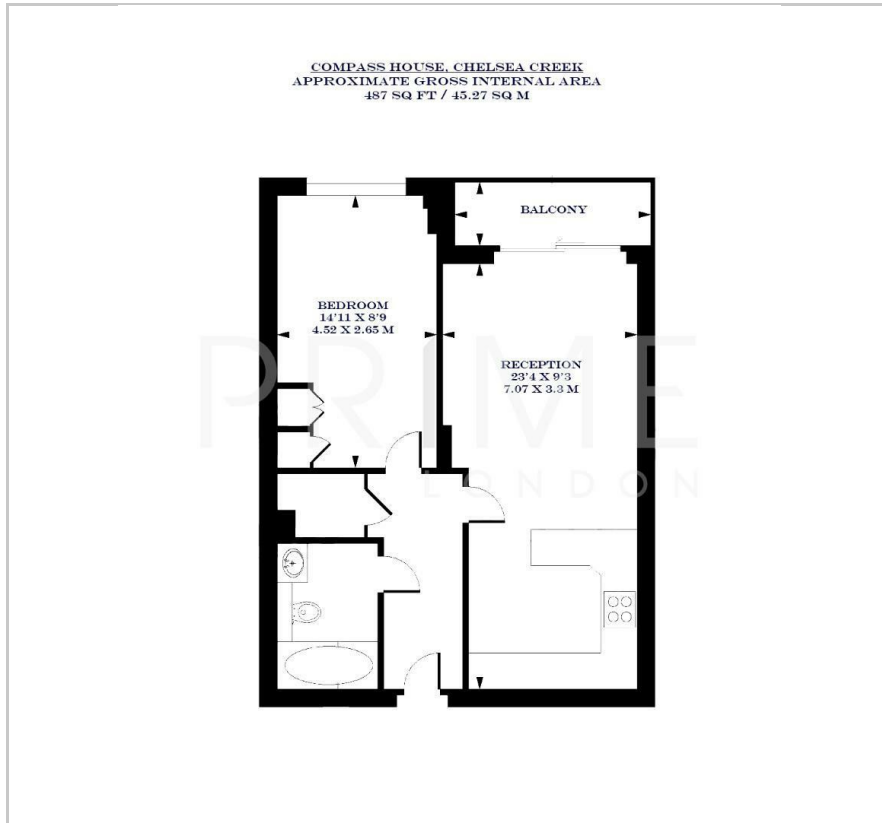 COMPASS HOUSE, CHELSEA CREEK
APPROXIMATE GROSS INTERNAL AREA
487 SQ FT / 45.27 SQ M
BALCONY
BEDROOM
14'11 X 8'9
4.52 X 2.65 M
RECEPTION
23'4 X 9'3
7.07 X 3.3 M
PRIME
LONDON